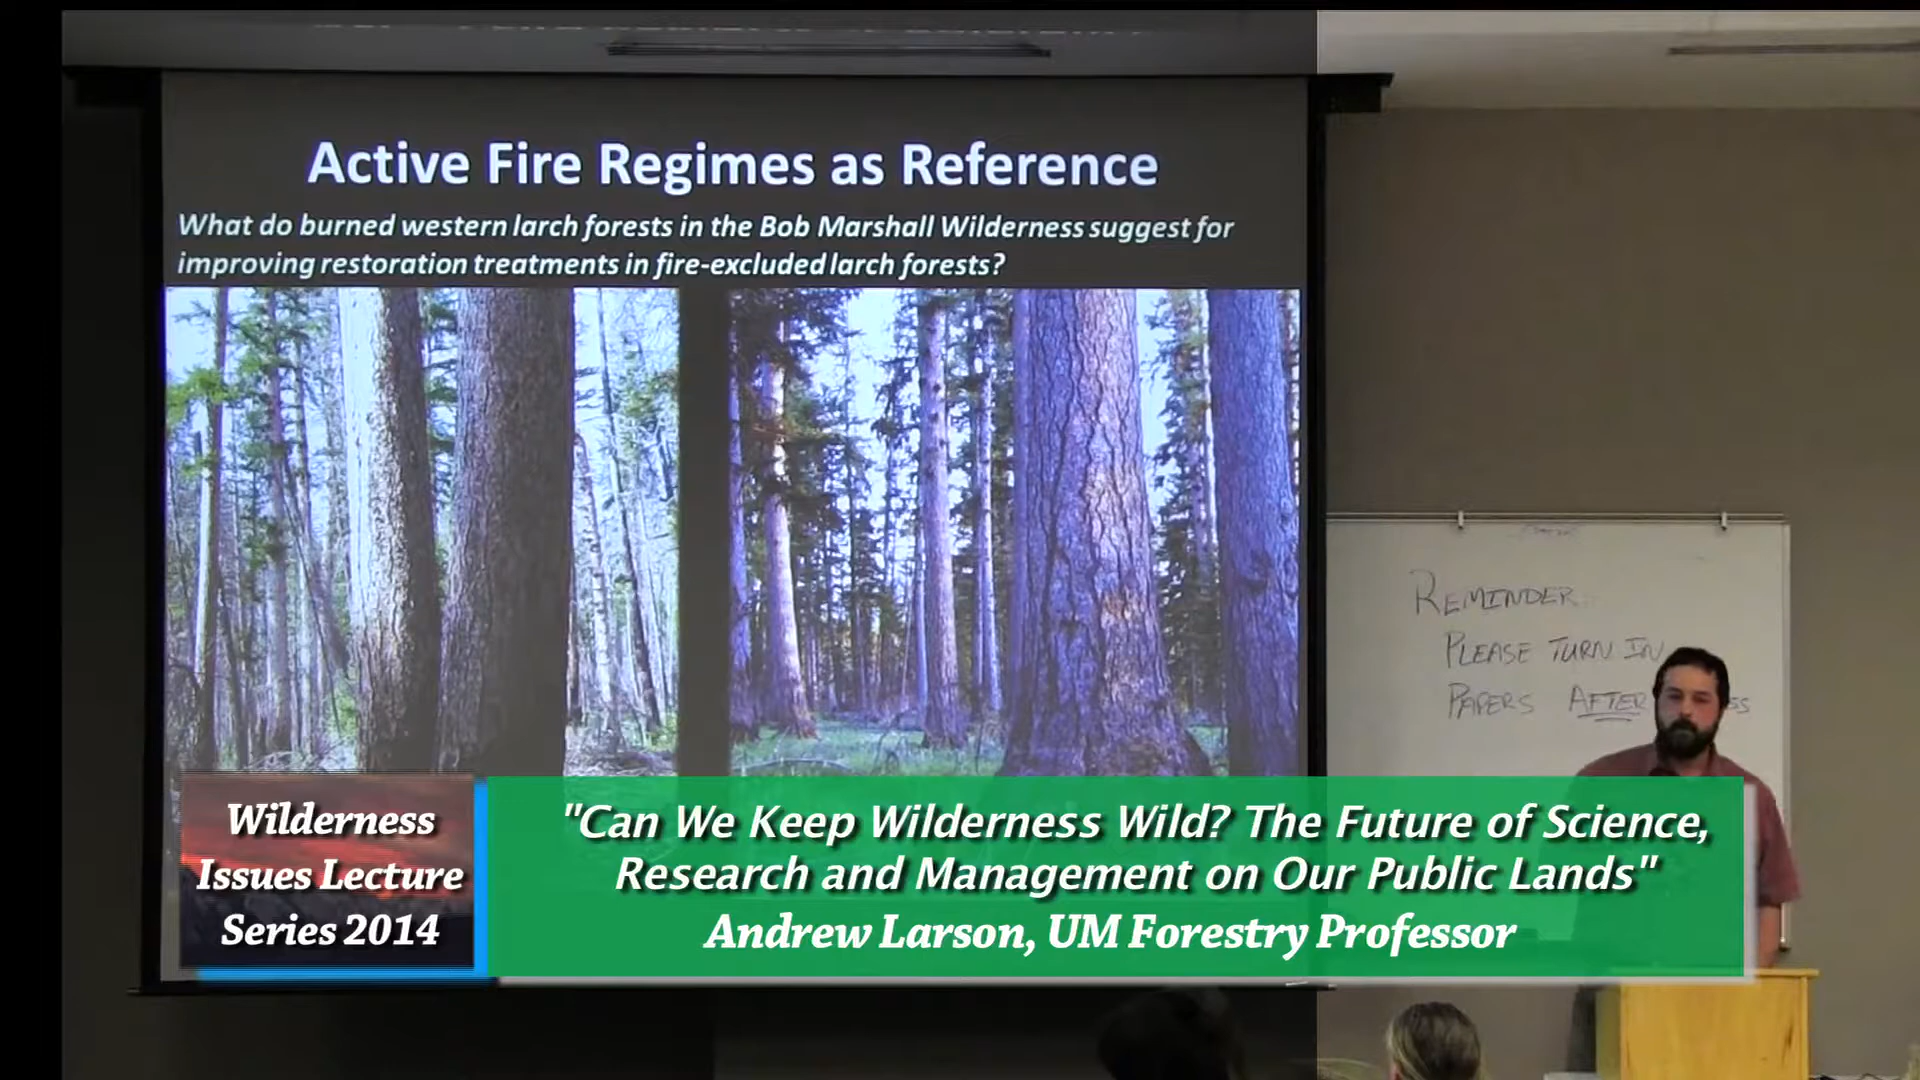 Active Fire Regimes as Reference
What do burned western larch forests in the Bob Marshall Wilderness suggest for
improving restoration treatments in fire-excluded larch forests?
REMINDER
PLEASE TURN IN
PAPERS AFTER
Wilderness
Issues Lecture
Series 2014
"Can We Keep Wilderness Wild? The Future of Science,
Research and Management on Our Public Lands"
Andrew Larson, UM Forestry Professor